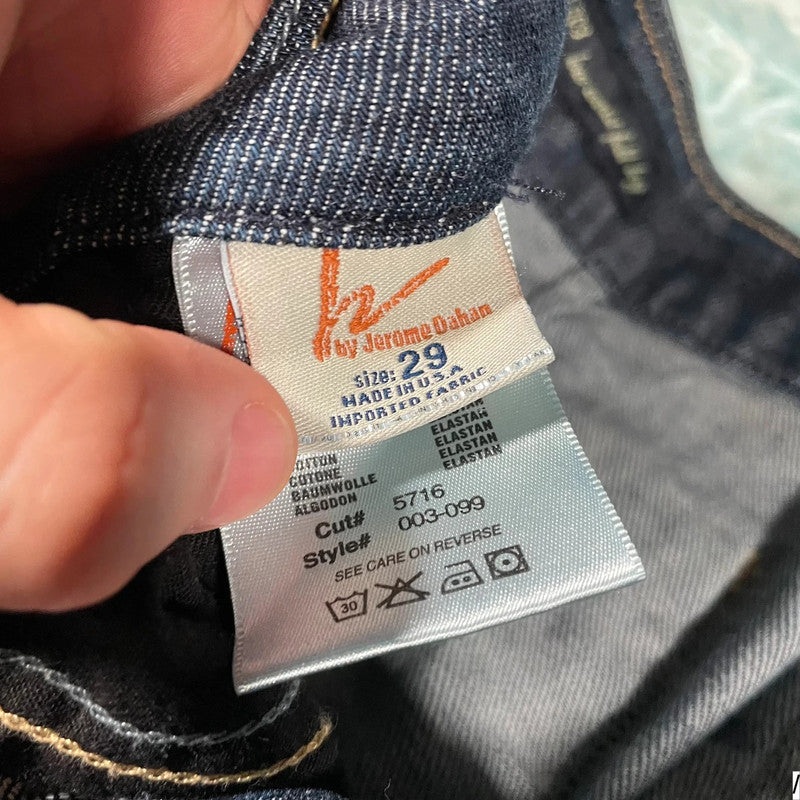 by Jerome Dahan
size: 29
MADE IN U.S.A
IMPORTED FABRIC
ELASTAN
COTTON ELASTAN
COTONE ELASTAN
BAUMWOLLE ELASTAN
ALGODON
Cut# 5716
Style# 003-099
SEE CARE ON REVERSE
30